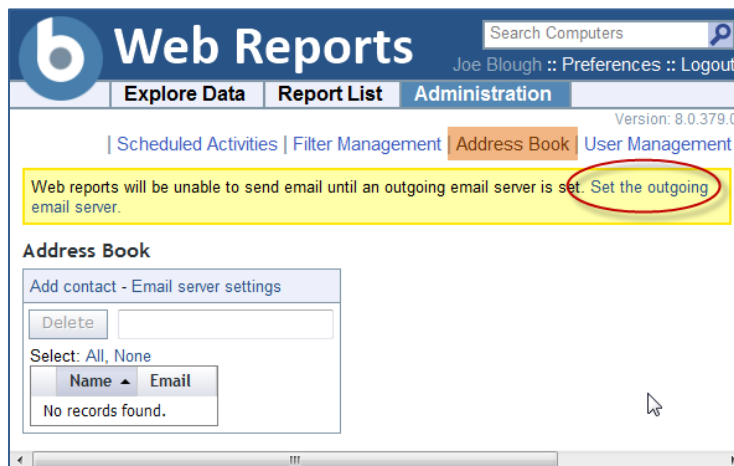 b Web Reports
Search Computers
Joe Blough :: Preferences :: Logout
Explore Data Report List Administration
Version: 8.0.379.0
| Scheduled Activities | Filter Management | Address Book | User Management
Web reports will be unable to send email until an outgoing email server is set. Set the outgoing
email server.
Address Book
Add contact - Email server settings
Delete
Select: All, None
Name Email
No records found.